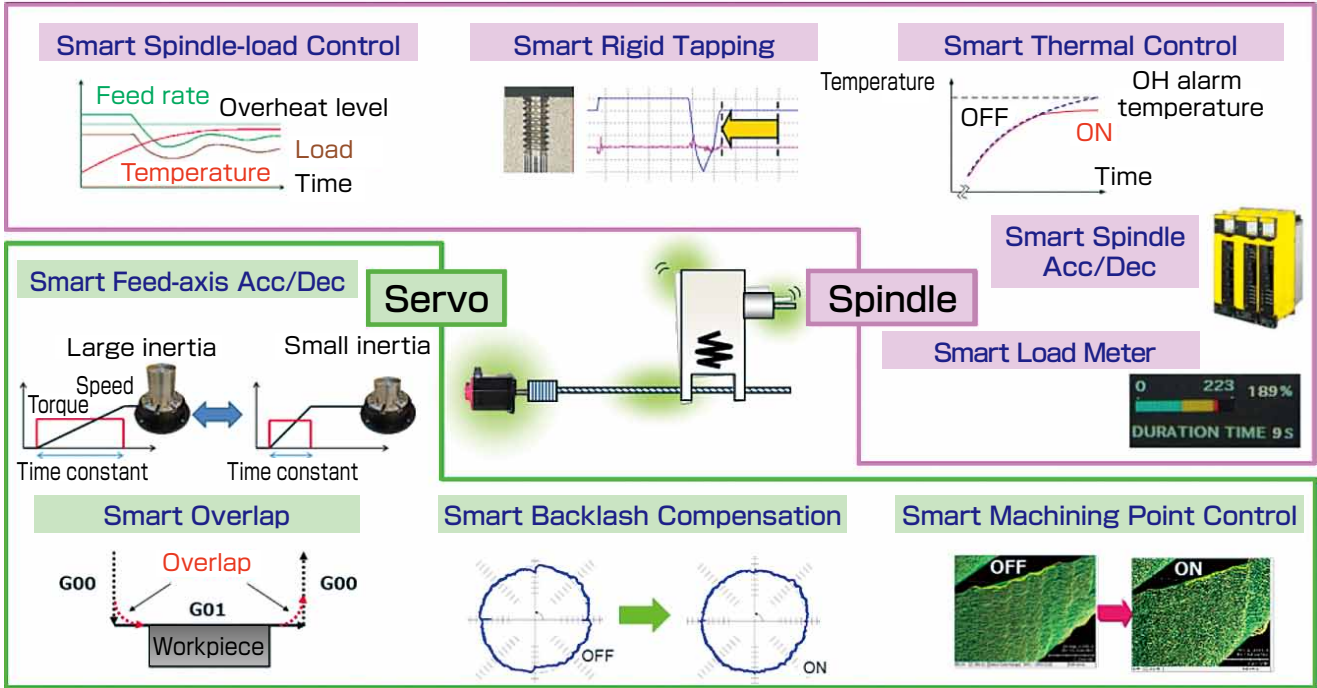 Smart Spindle-load Control
Feed rate
Overheat level
Load
Temperature
Time
Smart Rigid Tapping
Smart Thermal Control
Temperature
OH alarm
temperature
OFF
ON
Time
Smart Spindle
Acc/Dec
Smart Feed-axis Acc/Dec
Servo
Spindle
Large inertia
Small inertia
Speed
Torque
Time constant
Time constant
Smart Load Meter
0 223 189%
DURATION TIME 9S
Smart Overlap
Overlap
G00
G00
G01
Workpiece
Smart Backlash Compensation
OFF
ON
Smart Machining Point Control
OFF
ON